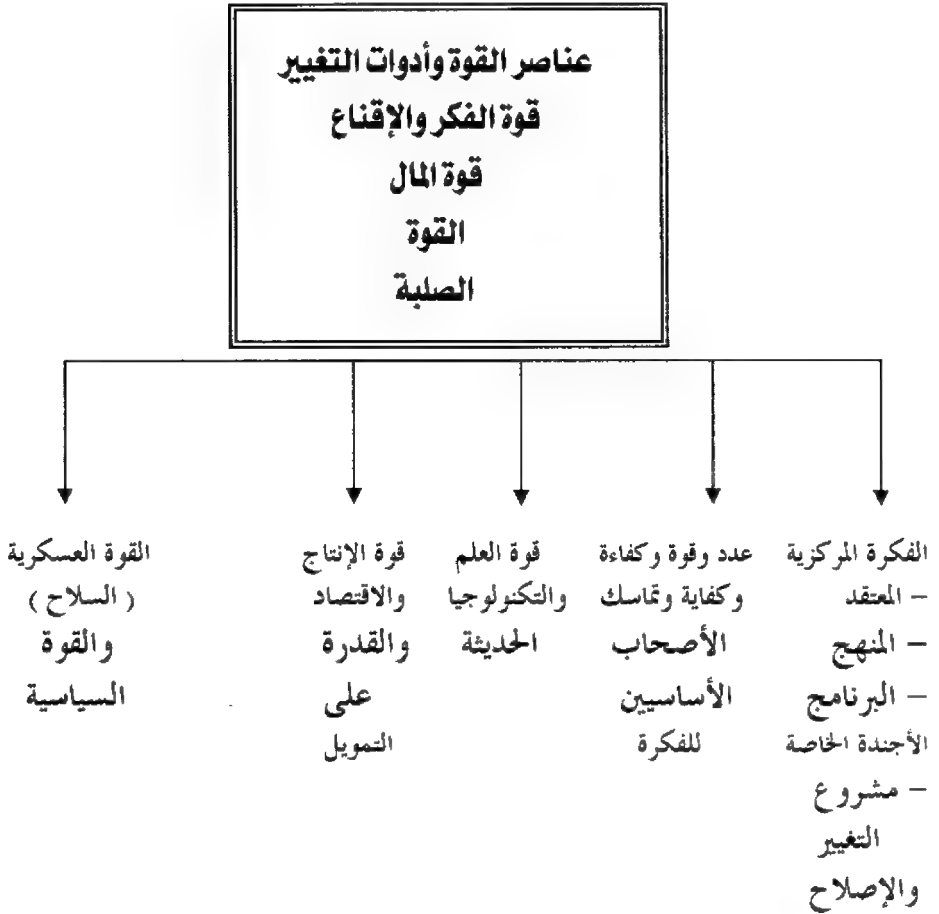 عناصر القوة وأدوات التغيير
قوة الفكر والإقناع
قوة المال
القوة
الصلبة
الفكرة المركزية
– المعتقد
– المنهج
– البرنامج
الأجندة الخاصة
– مشروع
التغيير
والإصلاح
عدد وقوة وكفاءة
وكفاية وتماسك
الأصحاب
الأساسيين
للفكرة
قوة العلم
والتكنولوجيا
الحديثة
قوة الإنتاج
والاقتصاد
والقدرة
على
التمويل
القوة العسكرية
( السلاح )
والقوة
السياسية